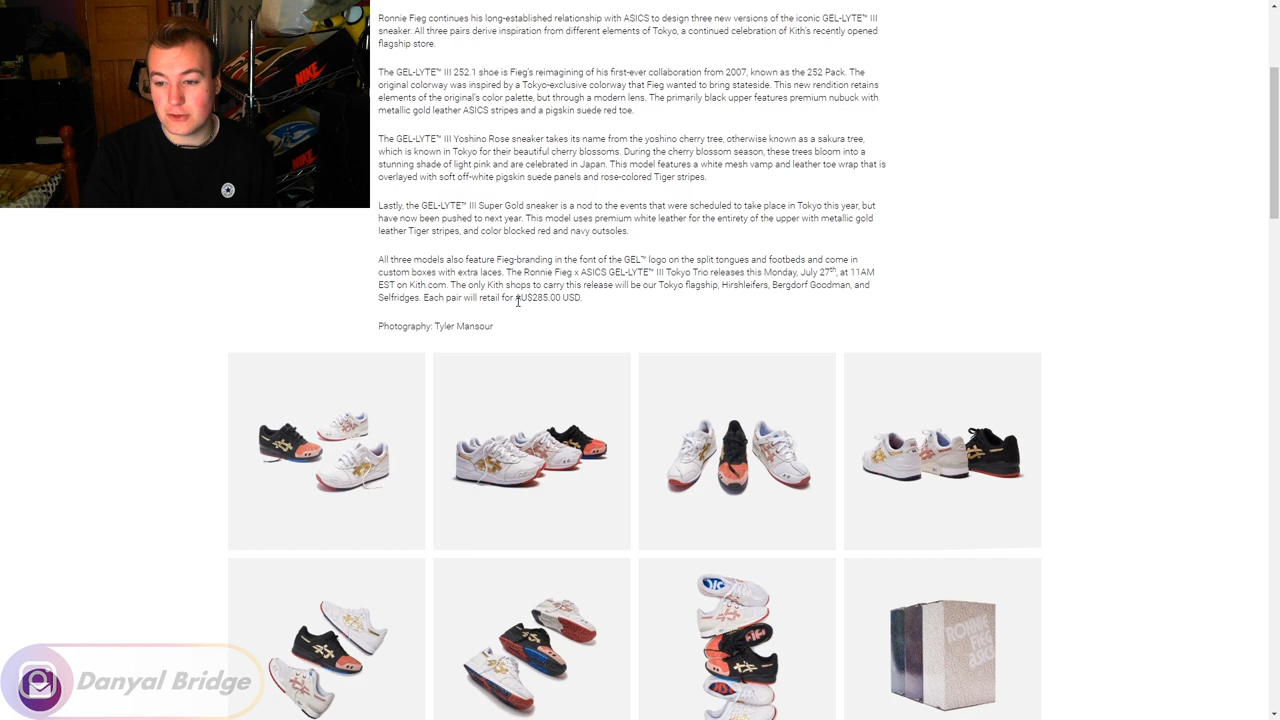 Ronnie Fieg continues his long-established relationship with ASICS to design three new versions of the iconic GEL-LYTE™ III
sneaker. All three pairs derive inspiration from different elements of Tokyo, a continued celebration of Kith's recently opened
flagship store.
The GEL-LYTE™ III 252.1 shoe is Fieg's reimagining of his first-ever collaboration from 2007, known as the 252 Pack. The
original colorway was inspired by a Tokyo-exclusive colorway that Fieg wanted to bring stateside. This new rendition retains
elements of the original's color palette, but through a modern lens. The primarily black upper features premium nubuck with
metallic gold leather ASICS stripes and a pigskin suede red toe.
The GEL-LYTE™ III Yoshino Rose sneaker takes its name from the yoshino cherry tree, otherwise known as a sakura tree,
which is known in Tokyo for their beautiful cherry blossoms. During the cherry blossom season, these trees bloom into a
stunning shade of light pink and are celebrated in Japan. This model features a white mesh vamp and leather toe wrap that is
overlayed with soft off-white pigskin suede panels and rose-colored Tiger stripes.
Lastly, the GEL-LYTE™ III Super Gold sneaker is a nod to the events that were scheduled to take place in Tokyo this year, but
have now been pushed to next year. This model uses premium white leather for the entirety of the upper with metallic gold
leather Tiger stripes, and color blocked red and navy outsoles.
All three models also feature Fieg-branding in the font of the GEL™ logo on the split tongues and footbeds and come in
custom boxes with extra laces. The Ronnie Fieg x ASICS GEL-LYTE™ III Tokyo Trio releases this Monday, July 27th, at 11AM
EST on Kith.com. The only Kith shops to carry this release will be our Tokyo flagship, Hirshleifers, Bergdorf Goodman, and
Selfridges. Each pair will retail for AU$285.00 USD.
Photography: Tyler Mansour
NIKE
NIKE
RONNIE
FIEG
asics
Danyal Bridge